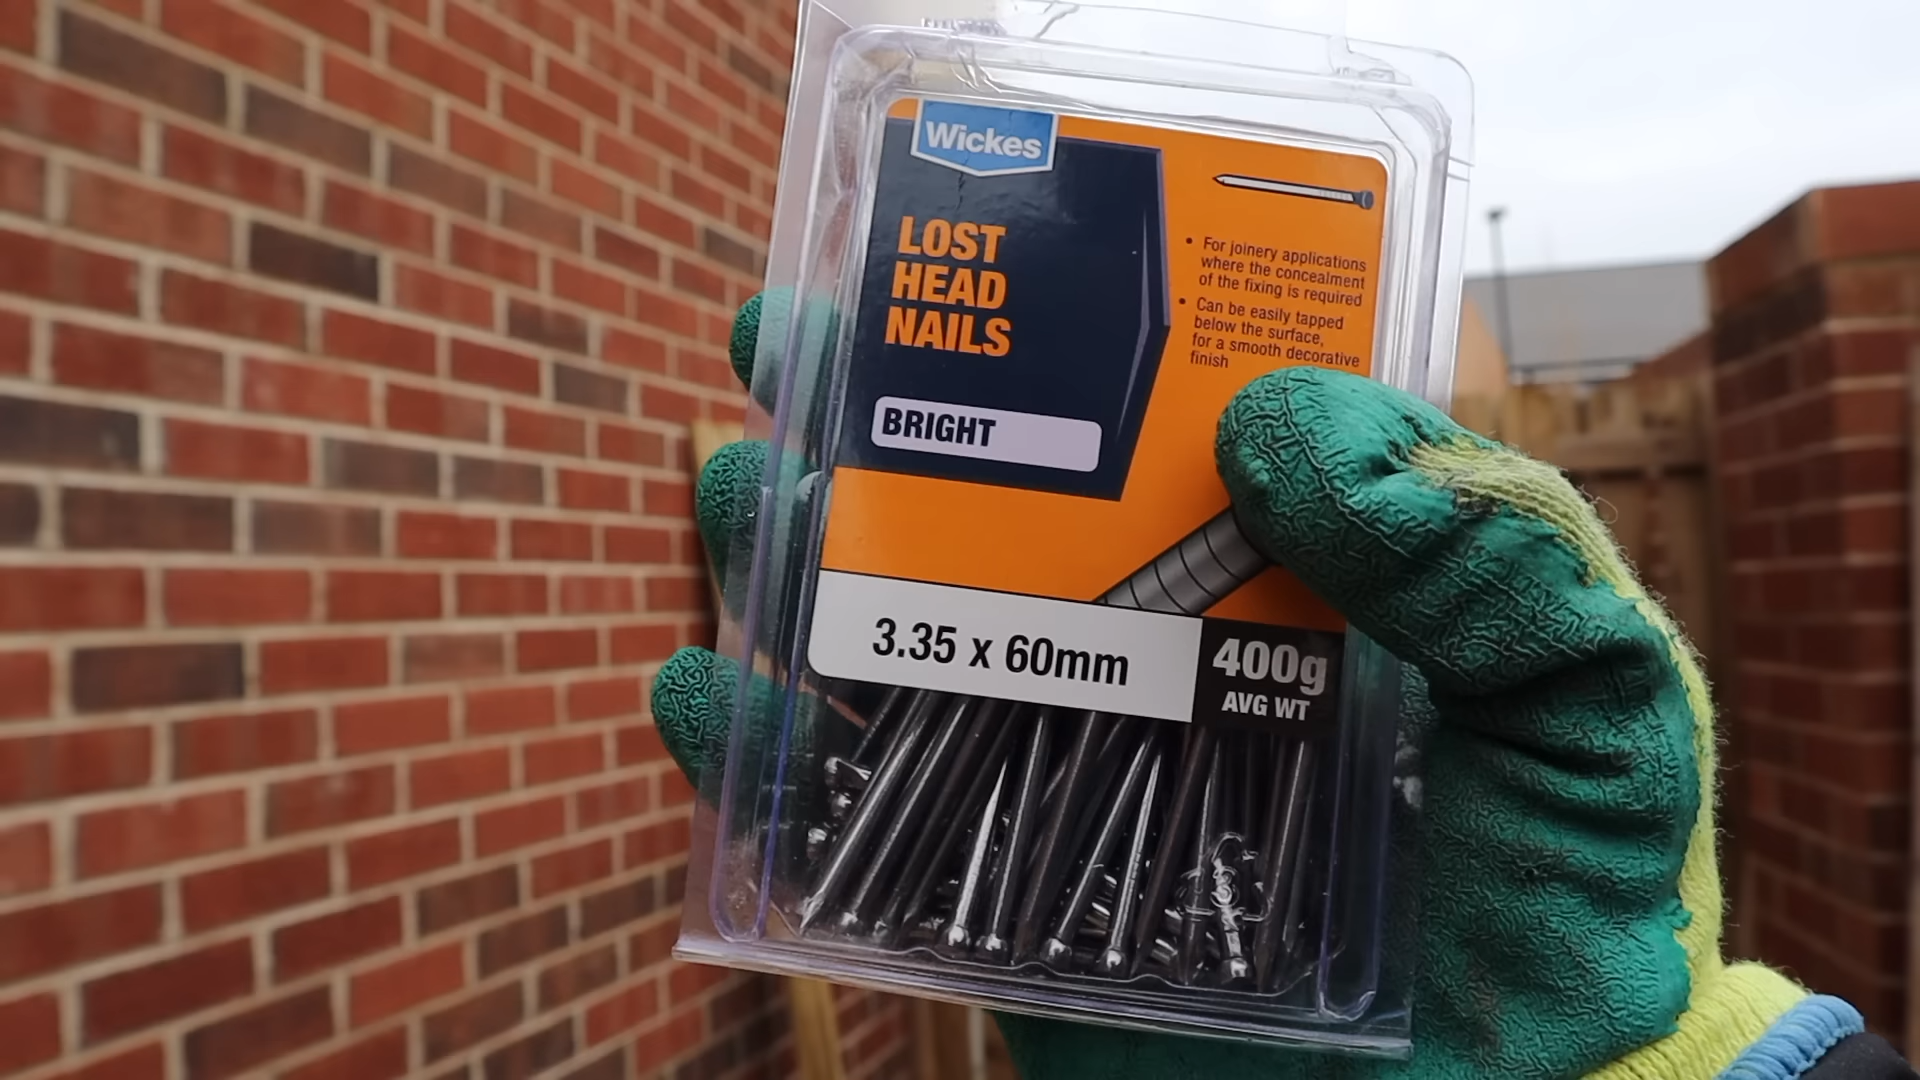 Wickes
LOST
HEAD
NAILS
BRIGHT
• For joinery applications
where the concealment
of the fixing is required
• Can be easily tapped
below the surface,
for a smooth decorative
finish
3.35 x 60mm
400g
AVG WT